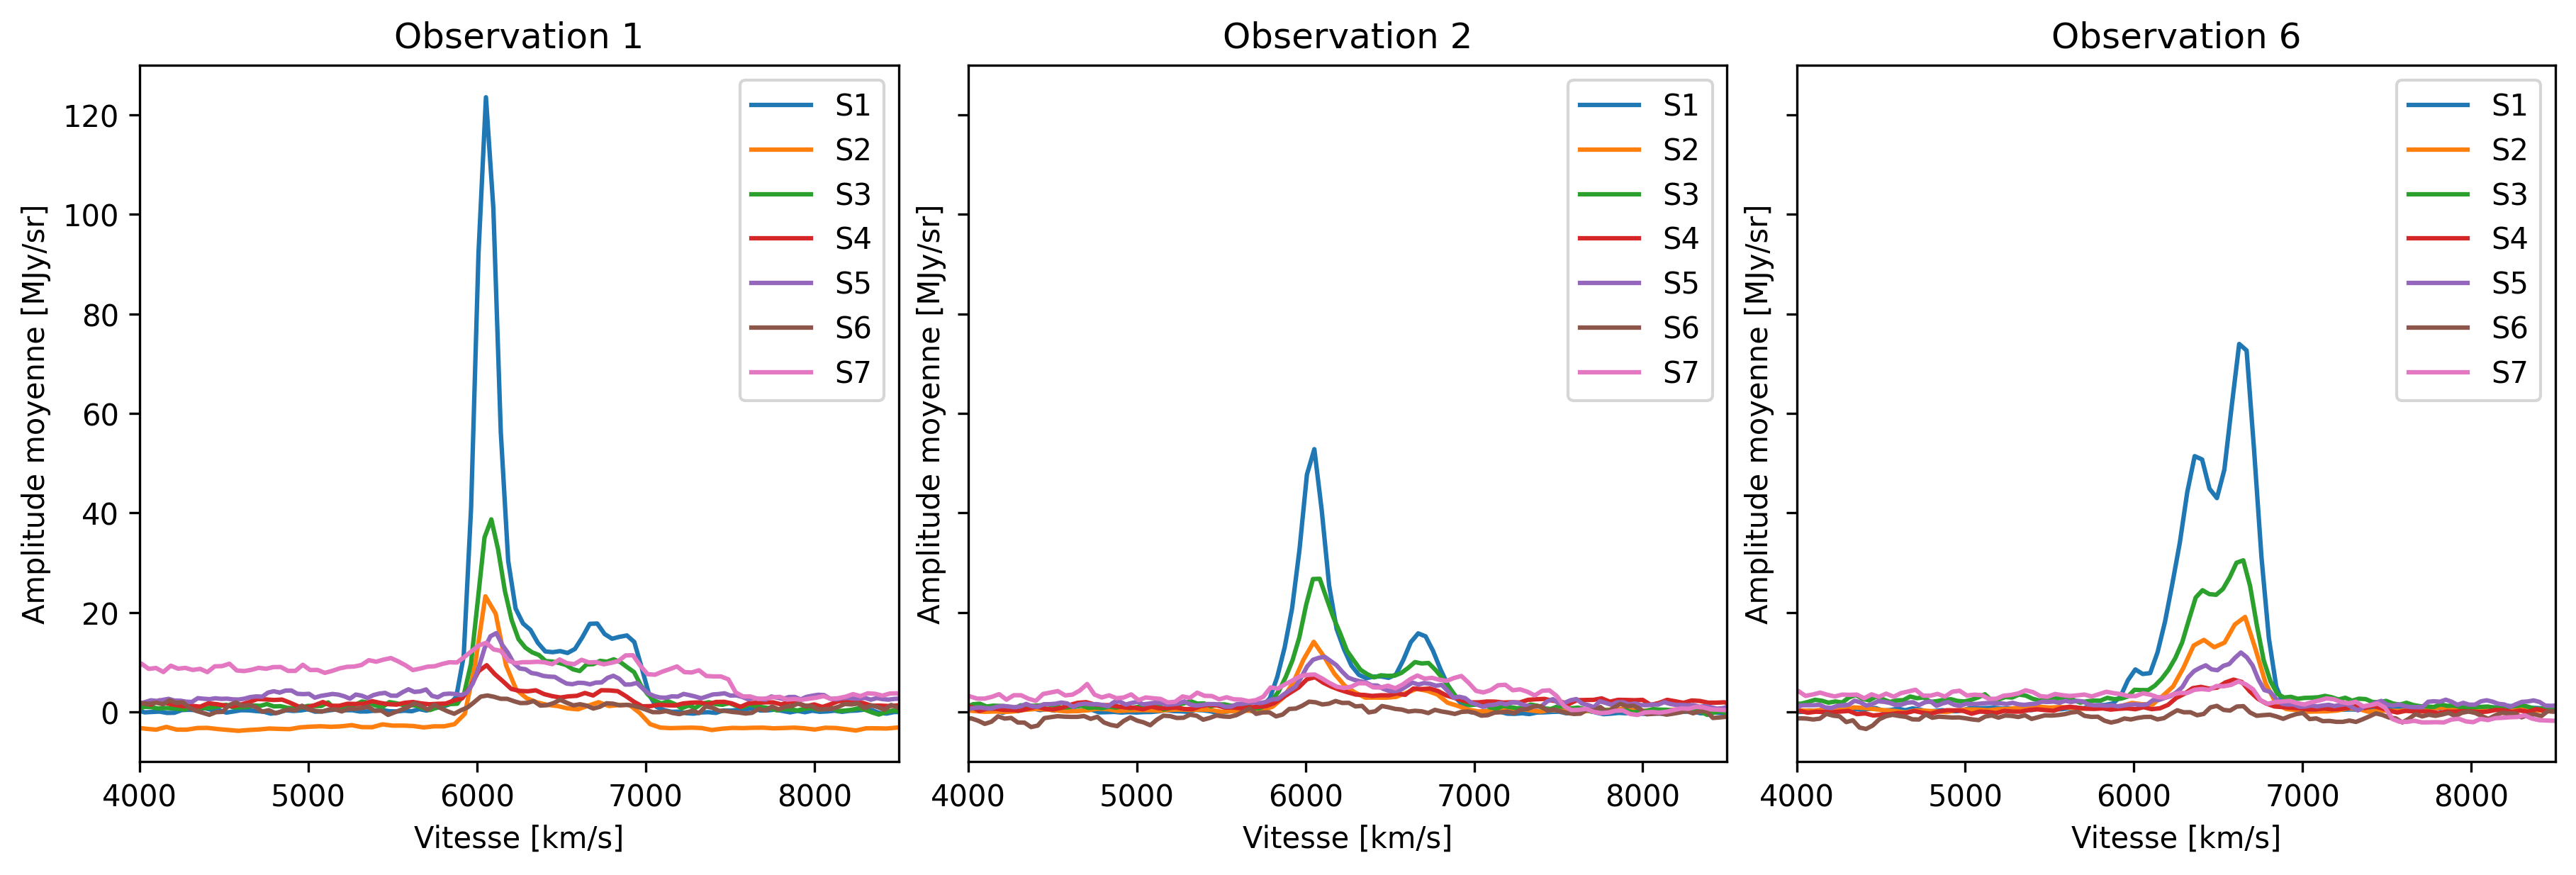 Observation 1
Amplitude moyenne [MJy/sr]
120
100
80
60
40
20
0
4000 5000 6000 7000 8000
Vitesse [km/s]
S1
S2
S3
S4
S5
S6
S7
Observation 2
Amplitude moyenne [MJy/sr]
4000 5000 6000 7000 8000
Vitesse [km/s]
S1
S2
S3
S4
S5
S6
S7
Observation 6
Amplitude moyenne [MJy/sr]
4000 5000 6000 7000 8000
Vitesse [km/s]
S1
S2
S3
S4
S5
S6
S7